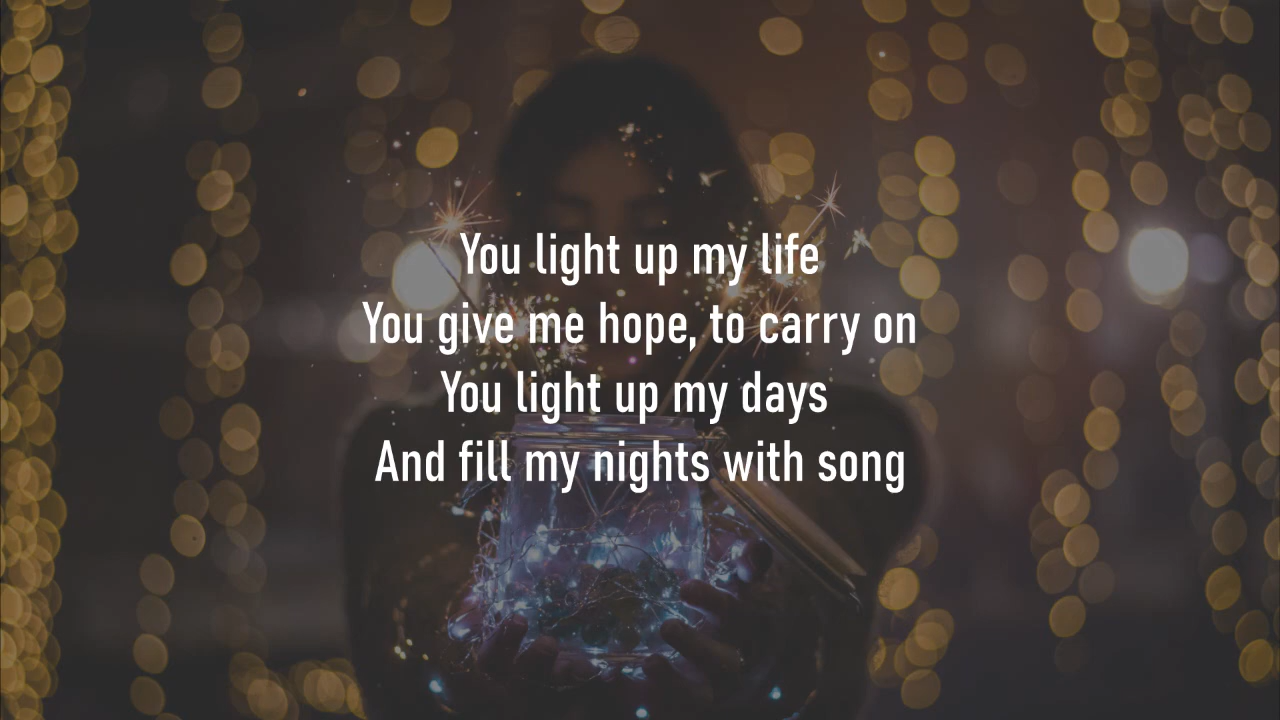 You light up my life
You give me hope, to carry on
You light up my days
And fill my nights with song